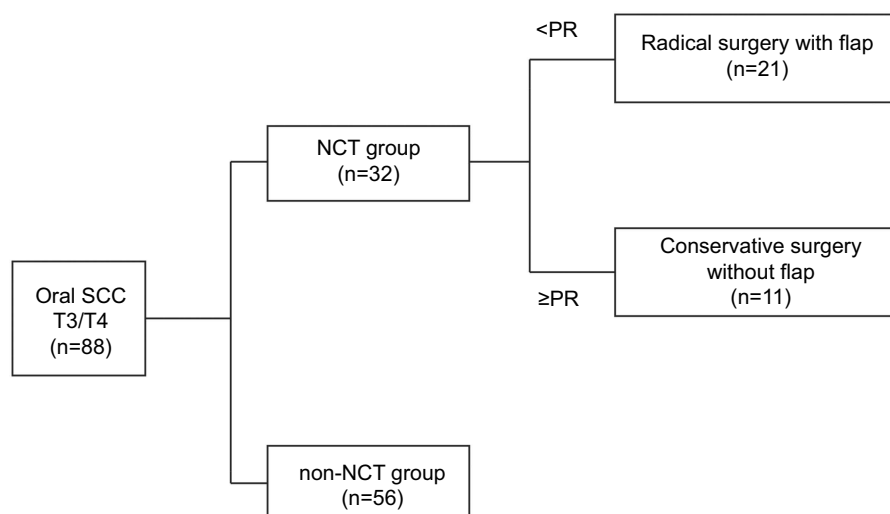 Oral SCC
T3/T4
(n=88)
NCT group
(n=32)
non-NCT group
(n=56)
<PR
Radical surgery with flap
(n=21)
≥PR
Conservative surgery
without flap
(n=11)